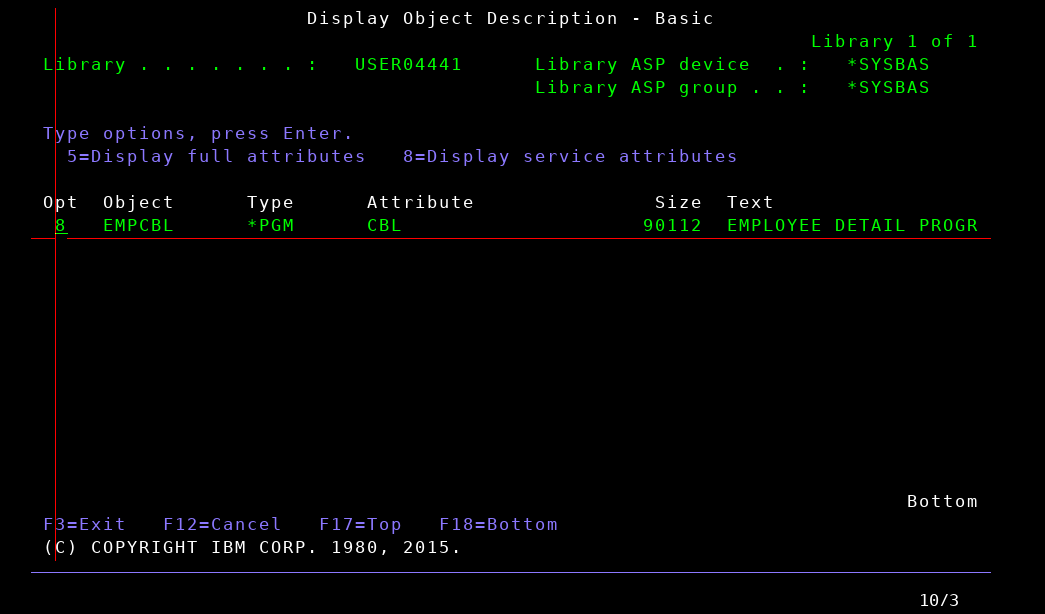 Display Object Description - Basic
Library 1 of 1
Library . . . . . . . :   USER04441      Library ASP device  . :   *SYSBAS
Library ASP group . . :   *SYSBAS
Type options, press Enter.
5=Display full attributes   8=Display service attributes
Opt  Object      Type      Attribute               Size  Text
8   EMPCBL      *PGM      CBL                    90112  EMPLOYEE DETAIL PROGR
Bottom
F3=Exit   F12=Cancel   F17=Top   F18=Bottom
(C) COPYRIGHT IBM CORP. 1980, 2015.
10/3